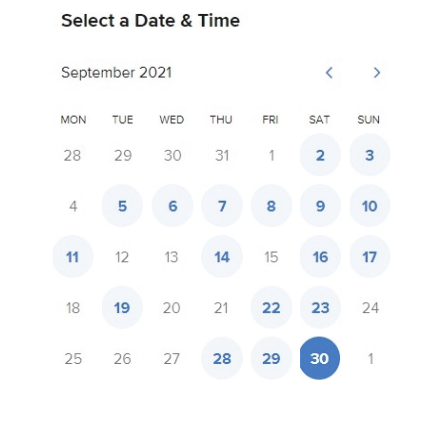 Select a Date & Time
September 2021
MON TUE WED THU FRI SAT SUN
28 29 30 31 1 2 3
4 5 6 7 8 9 10
11 12 13 14 15 16 17
18 19 20 21 22 23 24
25 26 27 28 29 30 1